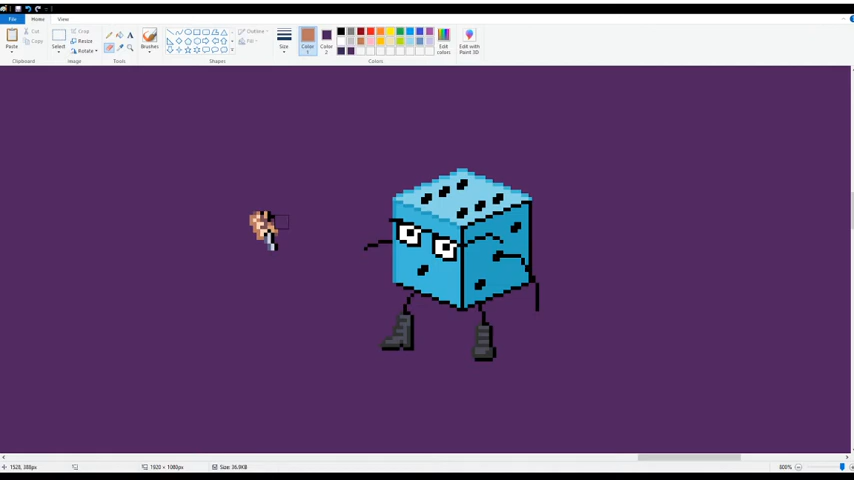 File Home View
Paste
Cut
Copy
Clipboard
Select
Crop
Resize
Rotate
Image
Tools
Brushes
Shapes
Outline
Fill
Size
Color 1
Color 2
Edit colors
Edit with Paint 3D
Colors
1528, 388px
1920 × 1080px
Size: 36.9KB
600%